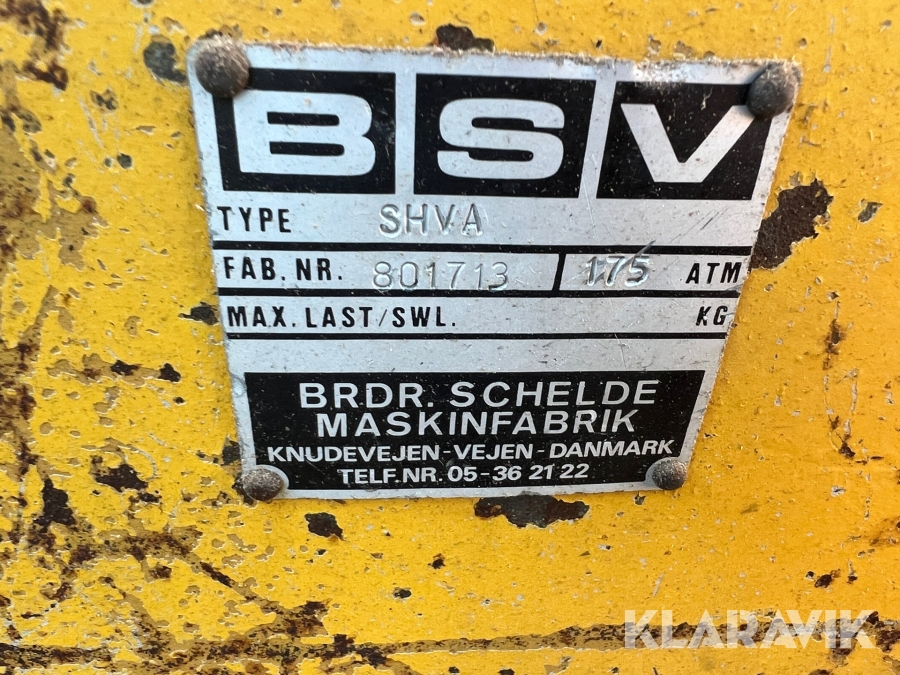 BSV
TYPE SHVA
FAB. NR. 801713 175 ATM
MAX. LAST/SWL. KG
BRDR. SCHELDE
MASKINFABRIK
KNUDEVEJEN-VEJEN-DANMARK
TELF.NR. 05-36 21 22
KLARAVIK